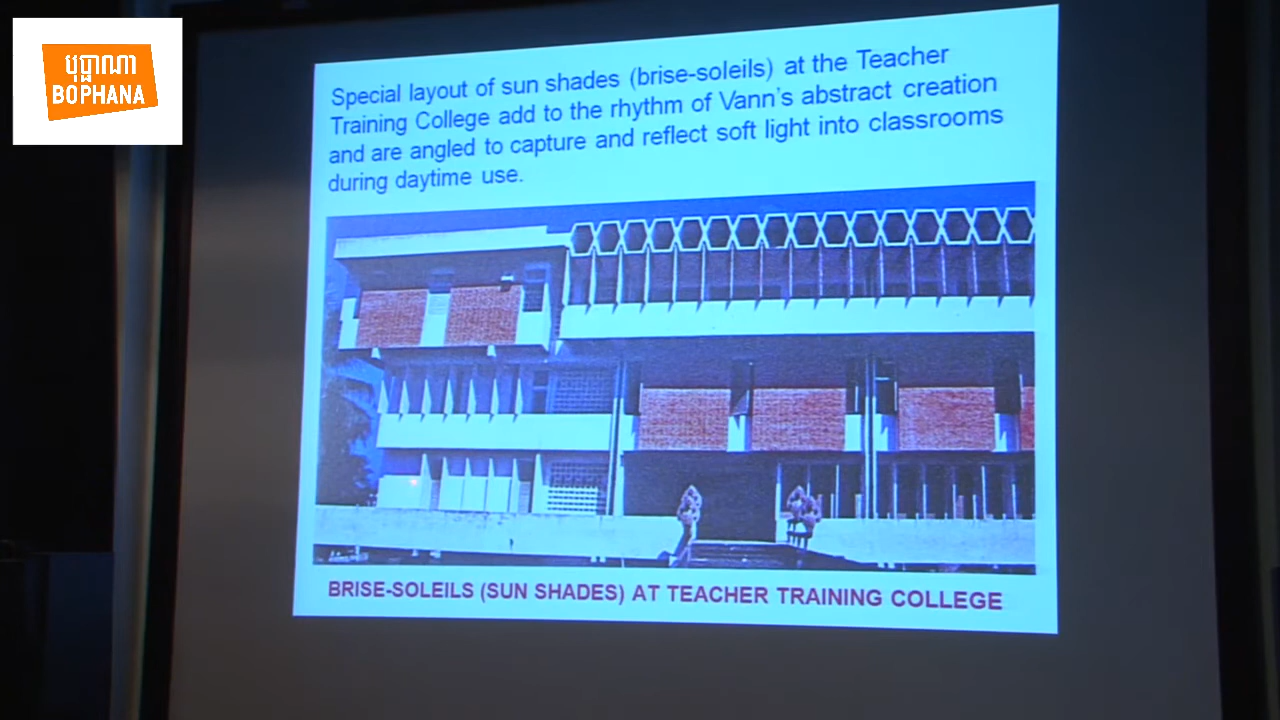 បុប្ផាណា
BOPHANA
Special layout of sun shades (brise-soleils) at the Teacher
Training College add to the rhythm of Vann's abstract creation
and are angled to capture and reflect soft light into classrooms
during daytime use.
BRISE-SOLEILS (SUN SHADES) AT TEACHER TRAINING COLLEGE